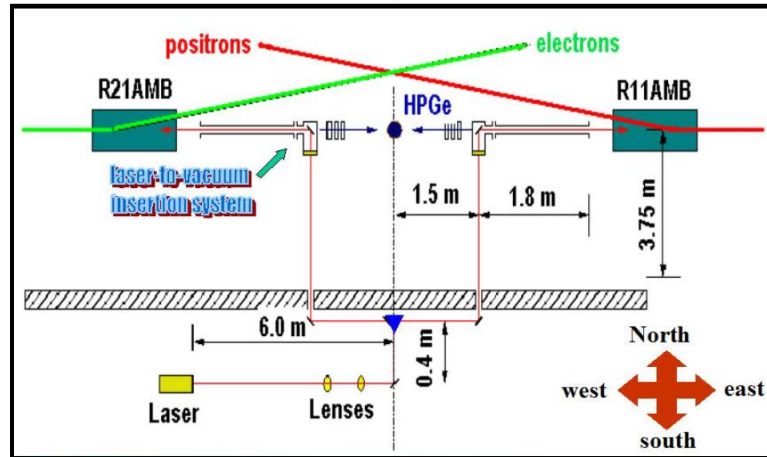 positrons
electrons
R21AMB
HPGe
R11AMB
laser-to-vacuum
insertion system
1.5 m
1.8 m
3.75 m
6.0 m
0.4 m
Laser
Lenses
North
west
east
south